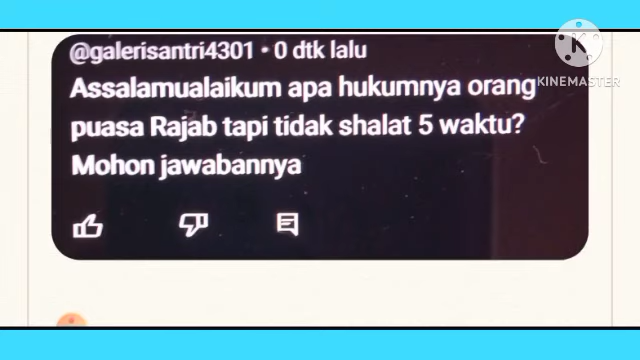 @galerisantri4301 • 0 dtk lalu
Assalamualaikum apa hukumnya orang
puasa Rajab tapi tidak shalat 5 waktu?
Mohon jawabannya
KINEMASTER